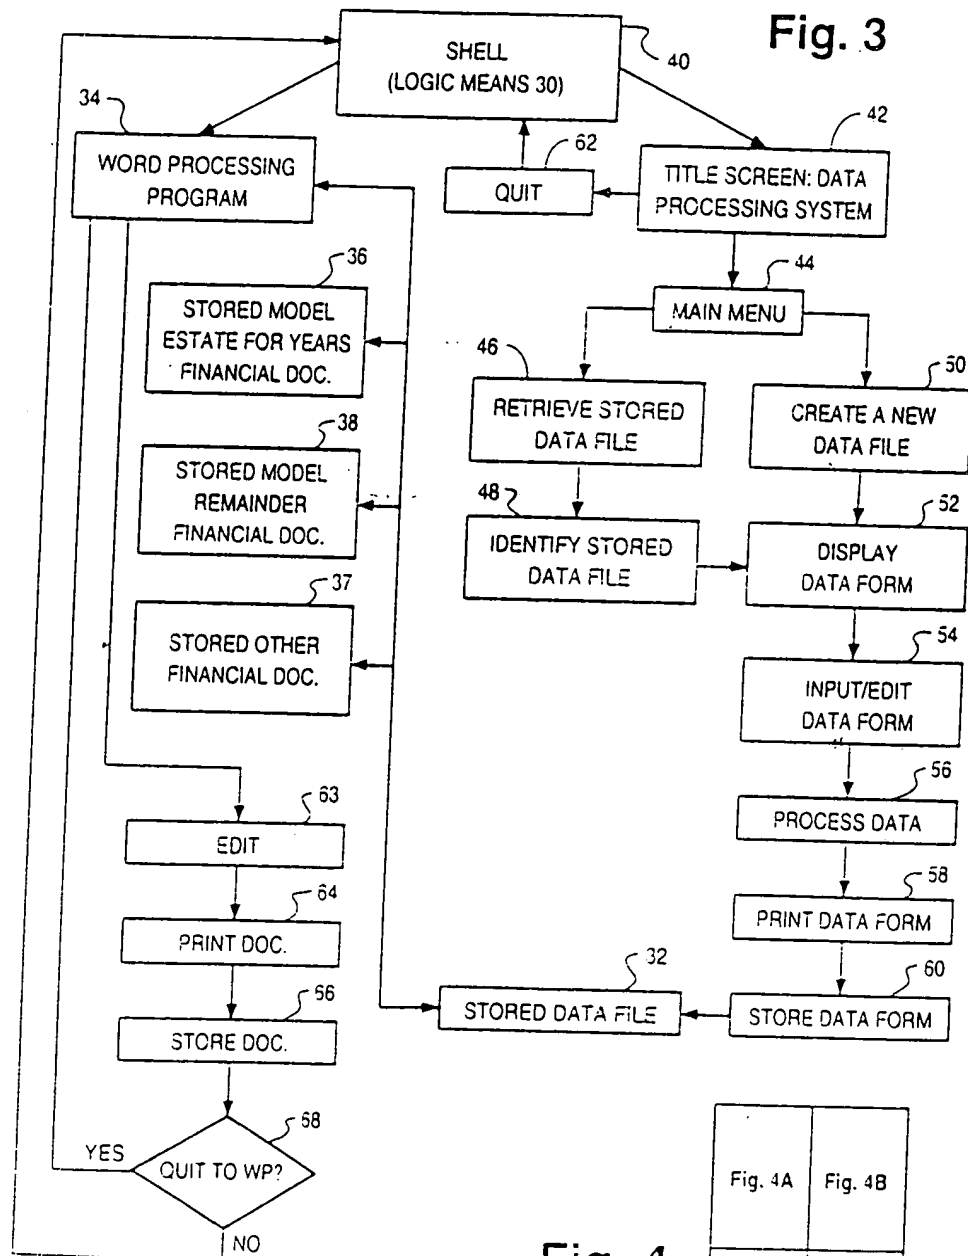 Fig. 3
SHELL
(LOGIC MEANS 30)
40
34
WORD PROCESSING
PROGRAM
62
QUIT
42
TITLE SCREEN: DATA
PROCESSING SYSTEM
44
MAIN MENU
36
STORED MODEL
ESTATE FOR YEARS
FINANCIAL DOC.
46
RETRIEVE STORED
DATA FILE
50
CREATE A NEW
DATA FILE
38
STORED MODEL
REMAINDER
FINANCIAL DOC.
48
IDENTIFY STORED
DATA FILE
52
DISPLAY
DATA FORM
37
STORED OTHER
FINANCIAL DOC.
54
INPUT/EDIT
DATA FORM
56
PROCESS DATA
63
EDIT
58
PRINT DATA FORM
64
PRINT DOC.
32
STORED DATA FILE
60
STORE DATA FORM
66
STORE DOC.
68
QUIT TO WP?
YES
NO
Fig. 4A
Fig. 4B
Fig. 4